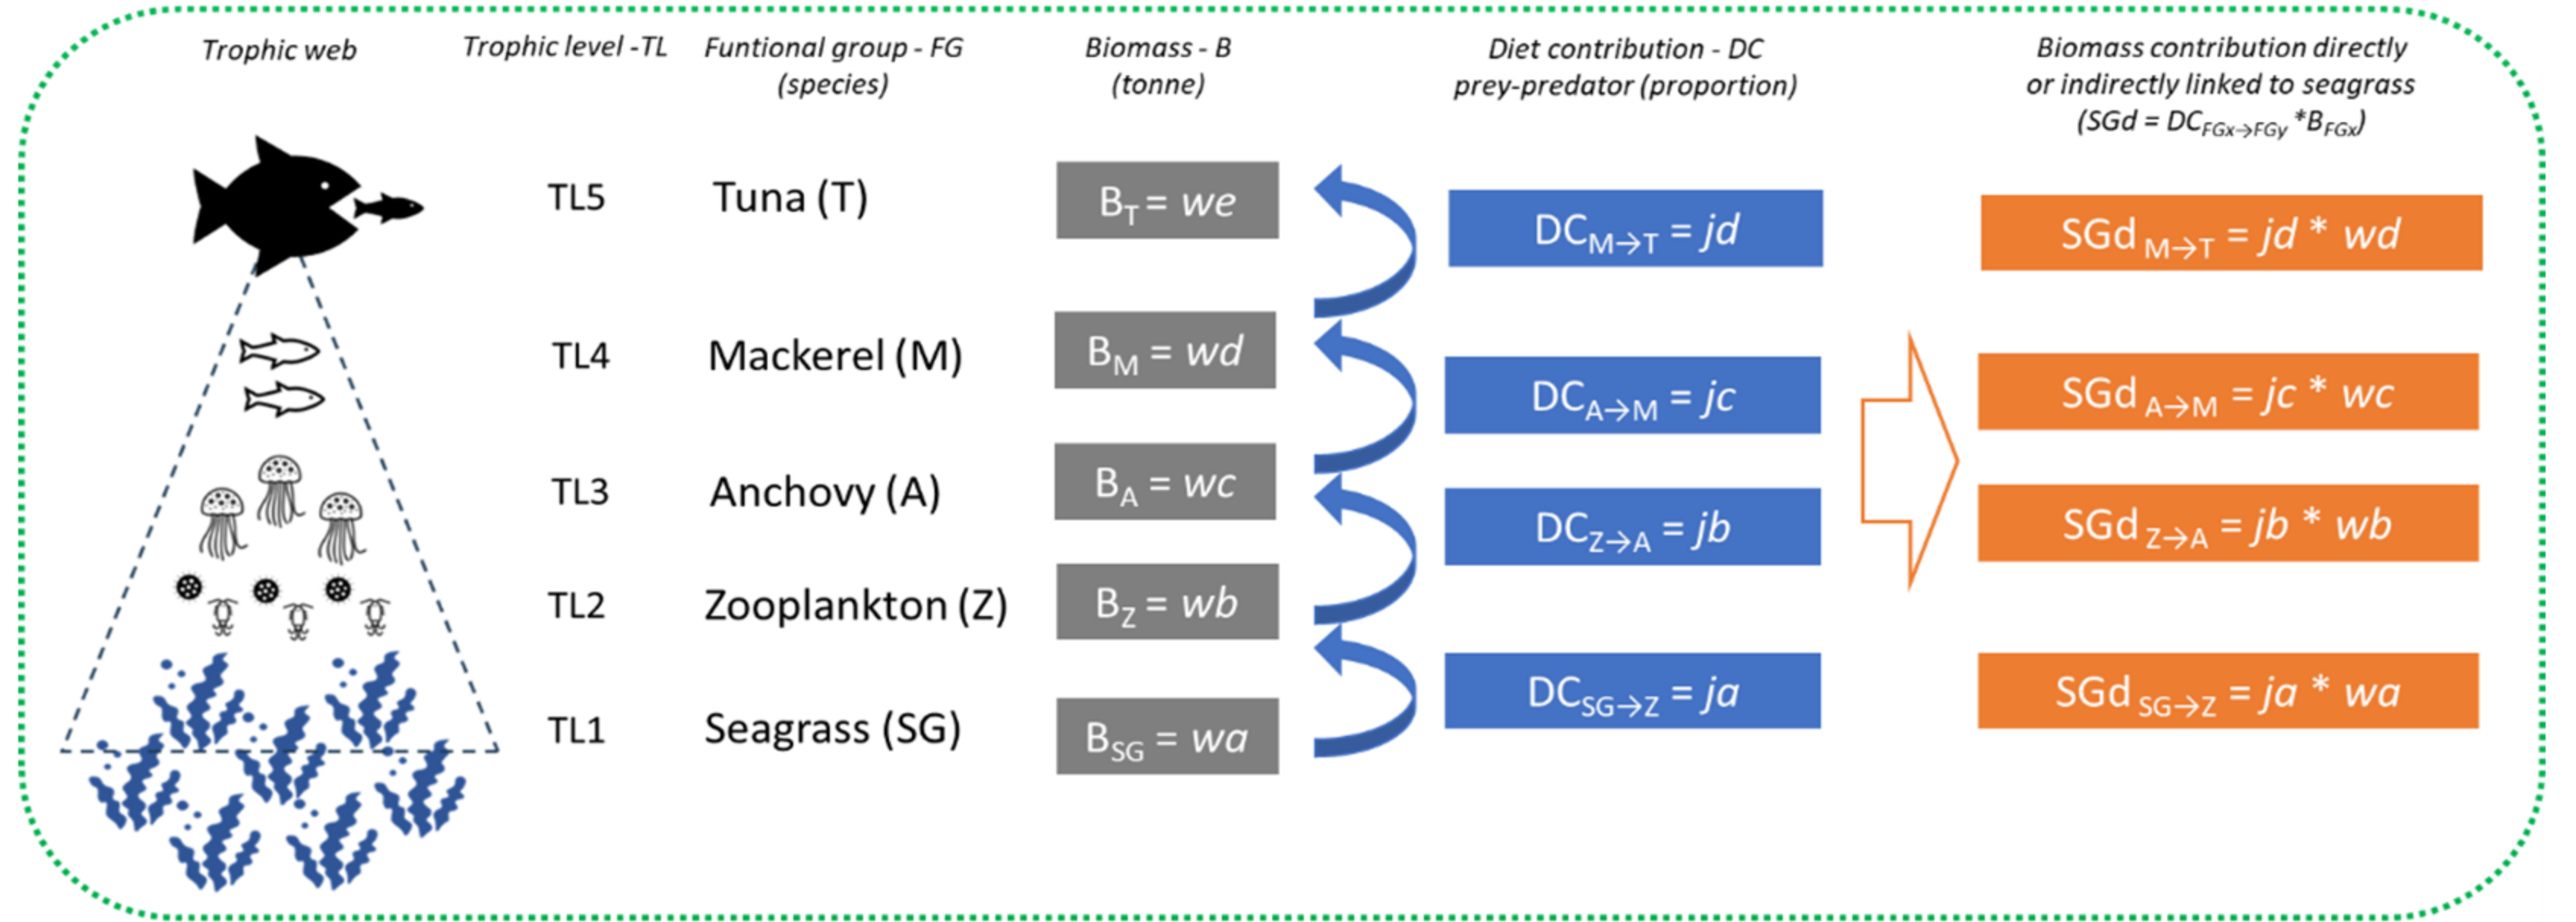 Trophic web
Trophic level -TL
Funtional group - FG
(species)
Biomass - B
(tonne)
Diet contribution - DC
prey-predator (proportion)
Biomass contribution directly
or indirectly linked to seagrass
(SGd = DCFGx→FGy *BFGx)
TL5
Tuna (T)
BT = we
DCM→T = jd
SGd M→T = jd * wd
TL4
Mackerel (M)
BM = wd
DCA→M = jc
SGd A→M = jc * wc
TL3
Anchovy (A)
BA = wc
DCZ→A = jb
SGd Z→A = jb * wb
TL2
Zooplankton (Z)
BZ = wb
TL1
Seagrass (SG)
BSG = wa
DCSG→Z = ja
SGd SG→Z = ja * wa